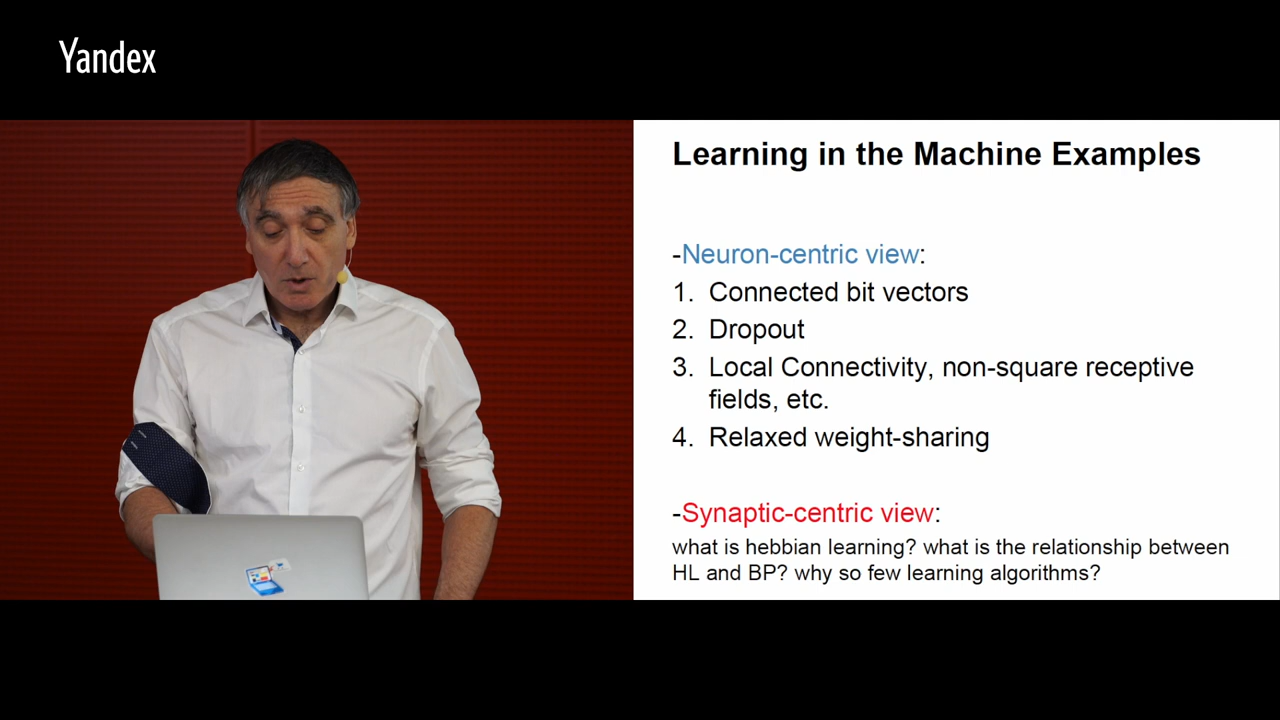 Yandex
Learning in the Machine Examples
-Neuron-centric view:
1. Connected bit vectors
2. Dropout
3. Local Connectivity, non-square receptive
fields, etc.
4. Relaxed weight-sharing
-Synaptic-centric view:
what is hebbian learning? what is the relationship between
HL and BP? why so few learning algorithms?